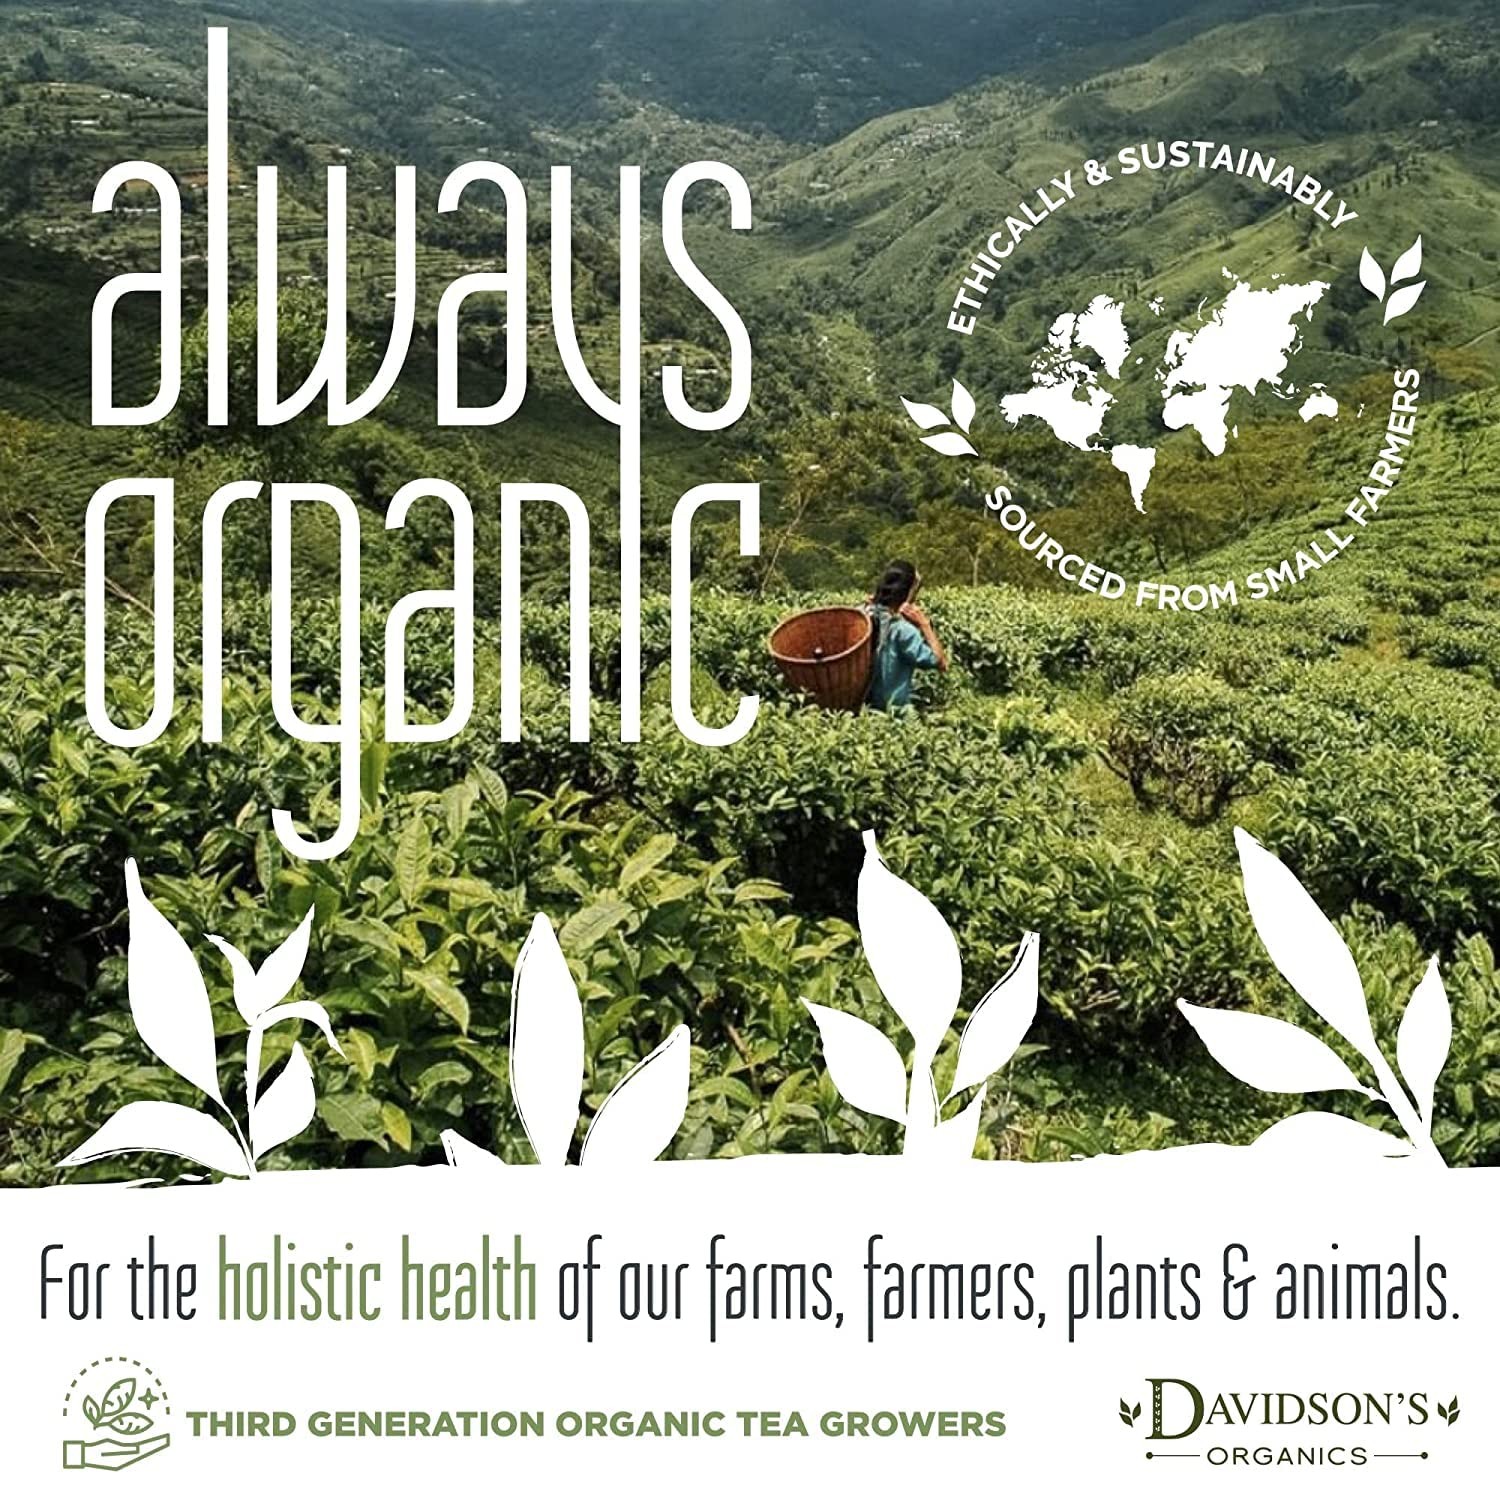 always
organic
ETHICALLY & SUSTAINABLY
SOURCED FROM SMALL FARMERS
For the holistic health of our farms, farmers, plants & animals.
THIRD GENERATION ORGANIC TEA GROWERS
DAVIDSON'S
ORGANICS